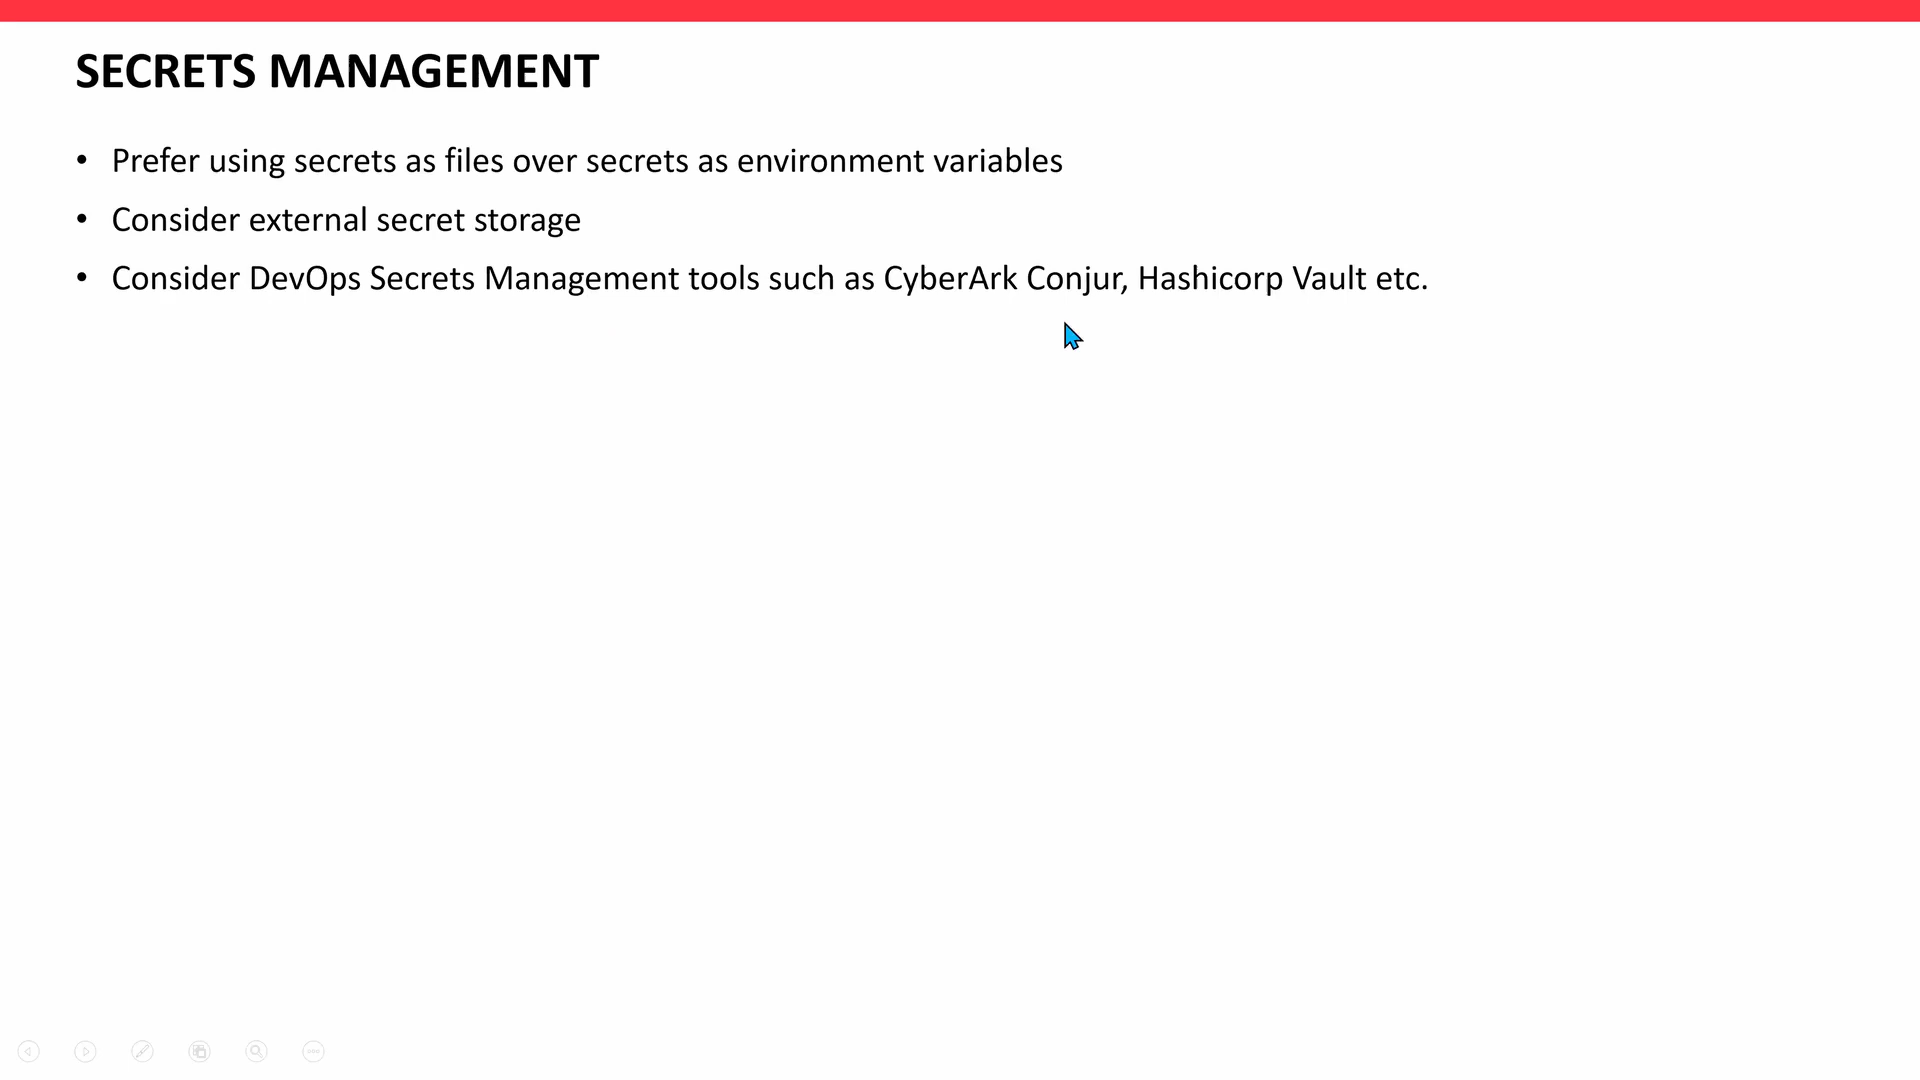 SECRETS MANAGEMENT
• Prefer using secrets as files over secrets as environment variables
• Consider external secret storage
• Consider DevOps Secrets Management tools such as CyberArk Conjur, Hashicorp Vault etc.